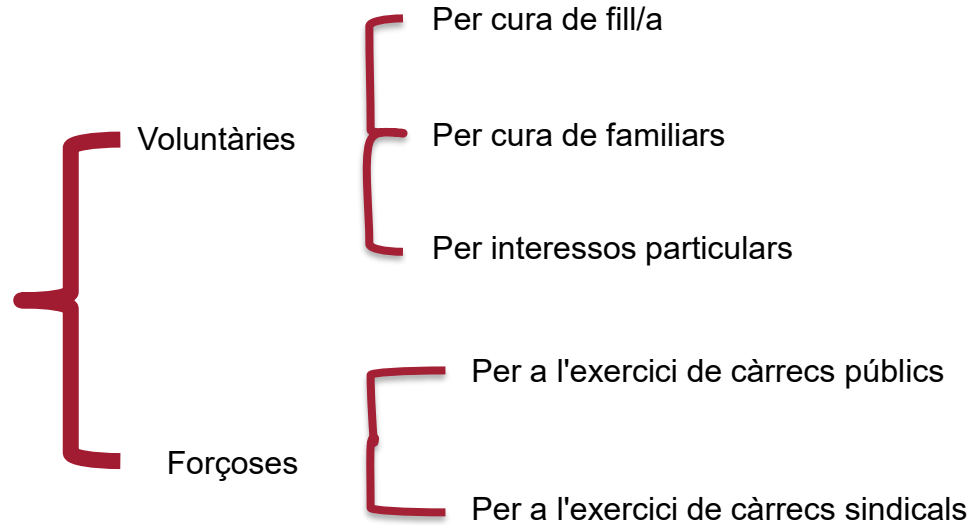 Voluntàries
Per cura de fill/a
Per cura de familiars
Per interessos particulars
Forçoses
Per a l'exercici de càrrecs públics
Per a l'exercici de càrrecs sindicals